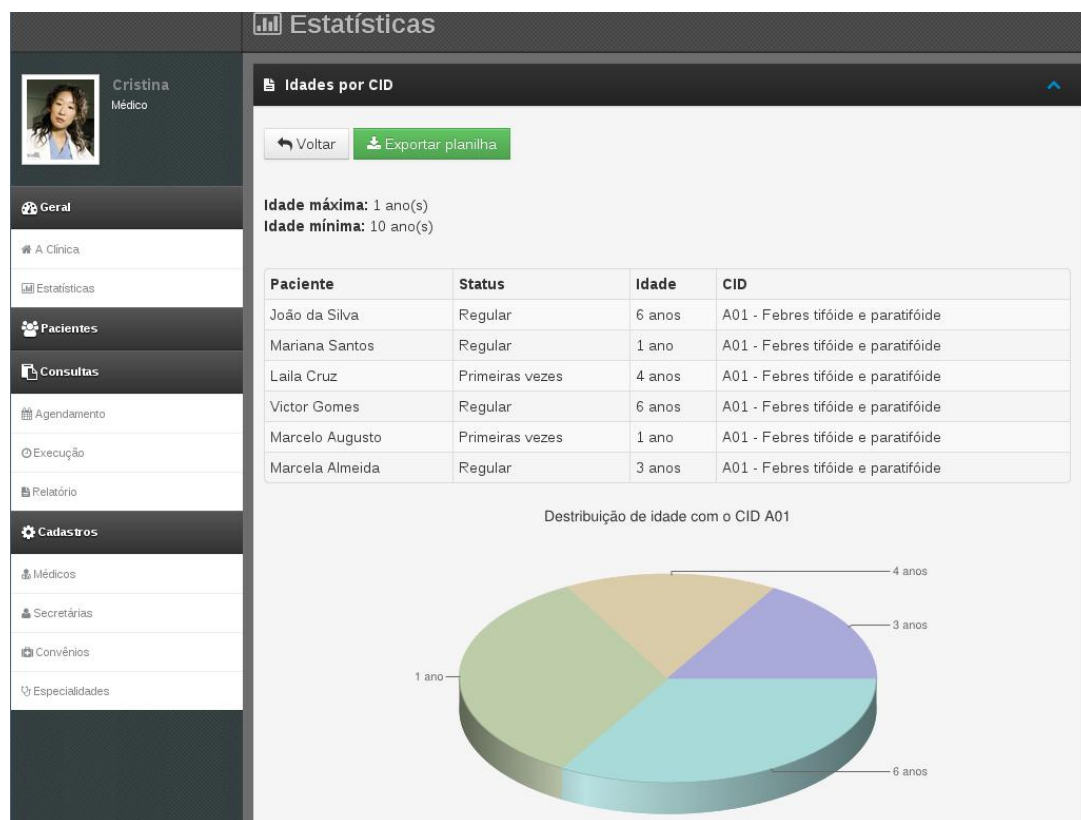 Estatísticas
Cristina
Médico
Geral
A Clínica
Estatísticas
Pacientes
Consultas
Agendamento
Execução
Relatório
Cadastros
Médicos
Secretárias
Convênios
Especialidades
Idades por CID
Voltar Exportar planilha
Idade máxima: 1 ano(s)
Idade mínima: 10 ano(s)
Paciente Status Idade CID
João da Silva Regular 6 anos A01 - Febres tifóide e paratifóide
Mariana Santos Regular 1 ano A01 - Febres tifóide e paratifóide
Laila Cruz Primeiras vezes 4 anos A01 - Febres tifóide e paratifóide
Victor Gomes Regular 6 anos A01 - Febres tifóide e paratifóide
Marcelo Augusto Primeiras vezes 1 ano A01 - Febres tifóide e paratifóide
Marcela Almeida Regular 3 anos A01 - Febres tifóide e paratifóide
Destribuição de idade com o CID A01
4 anos
3 anos
1 ano
6 anos